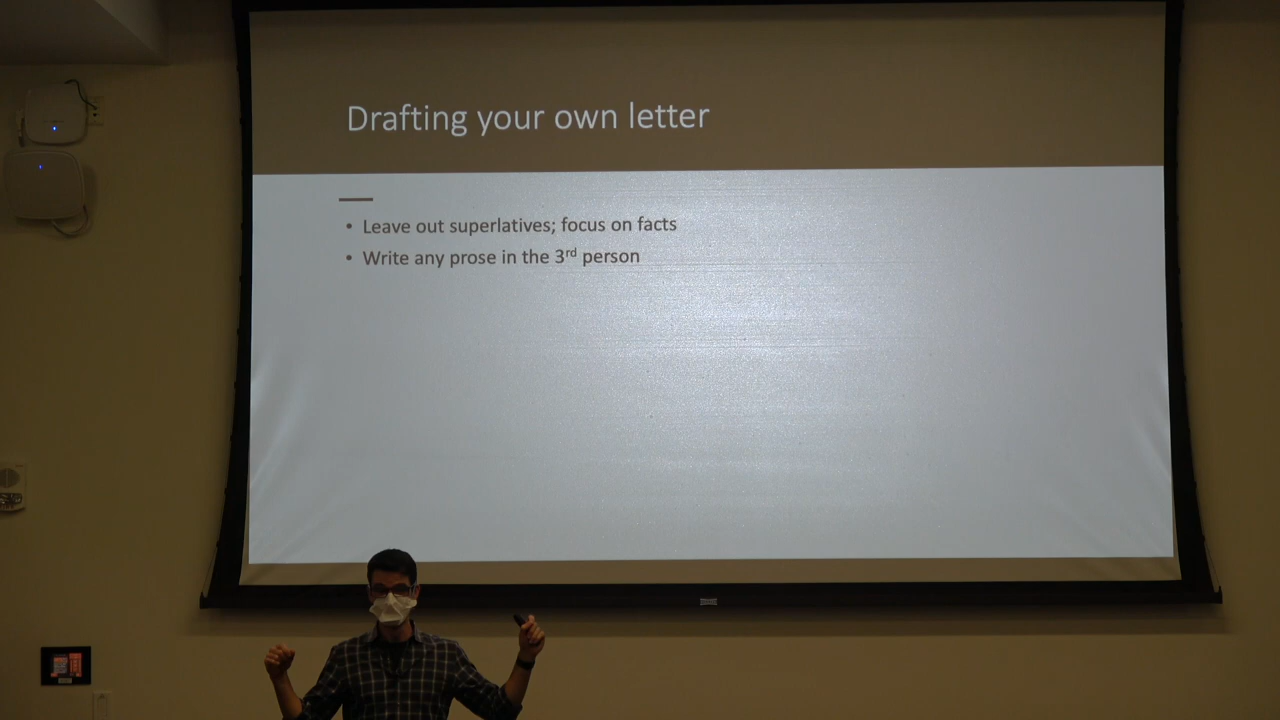 Drafting your own letter
• Leave out superlatives; focus on facts
• Write any prose in the 3rd person